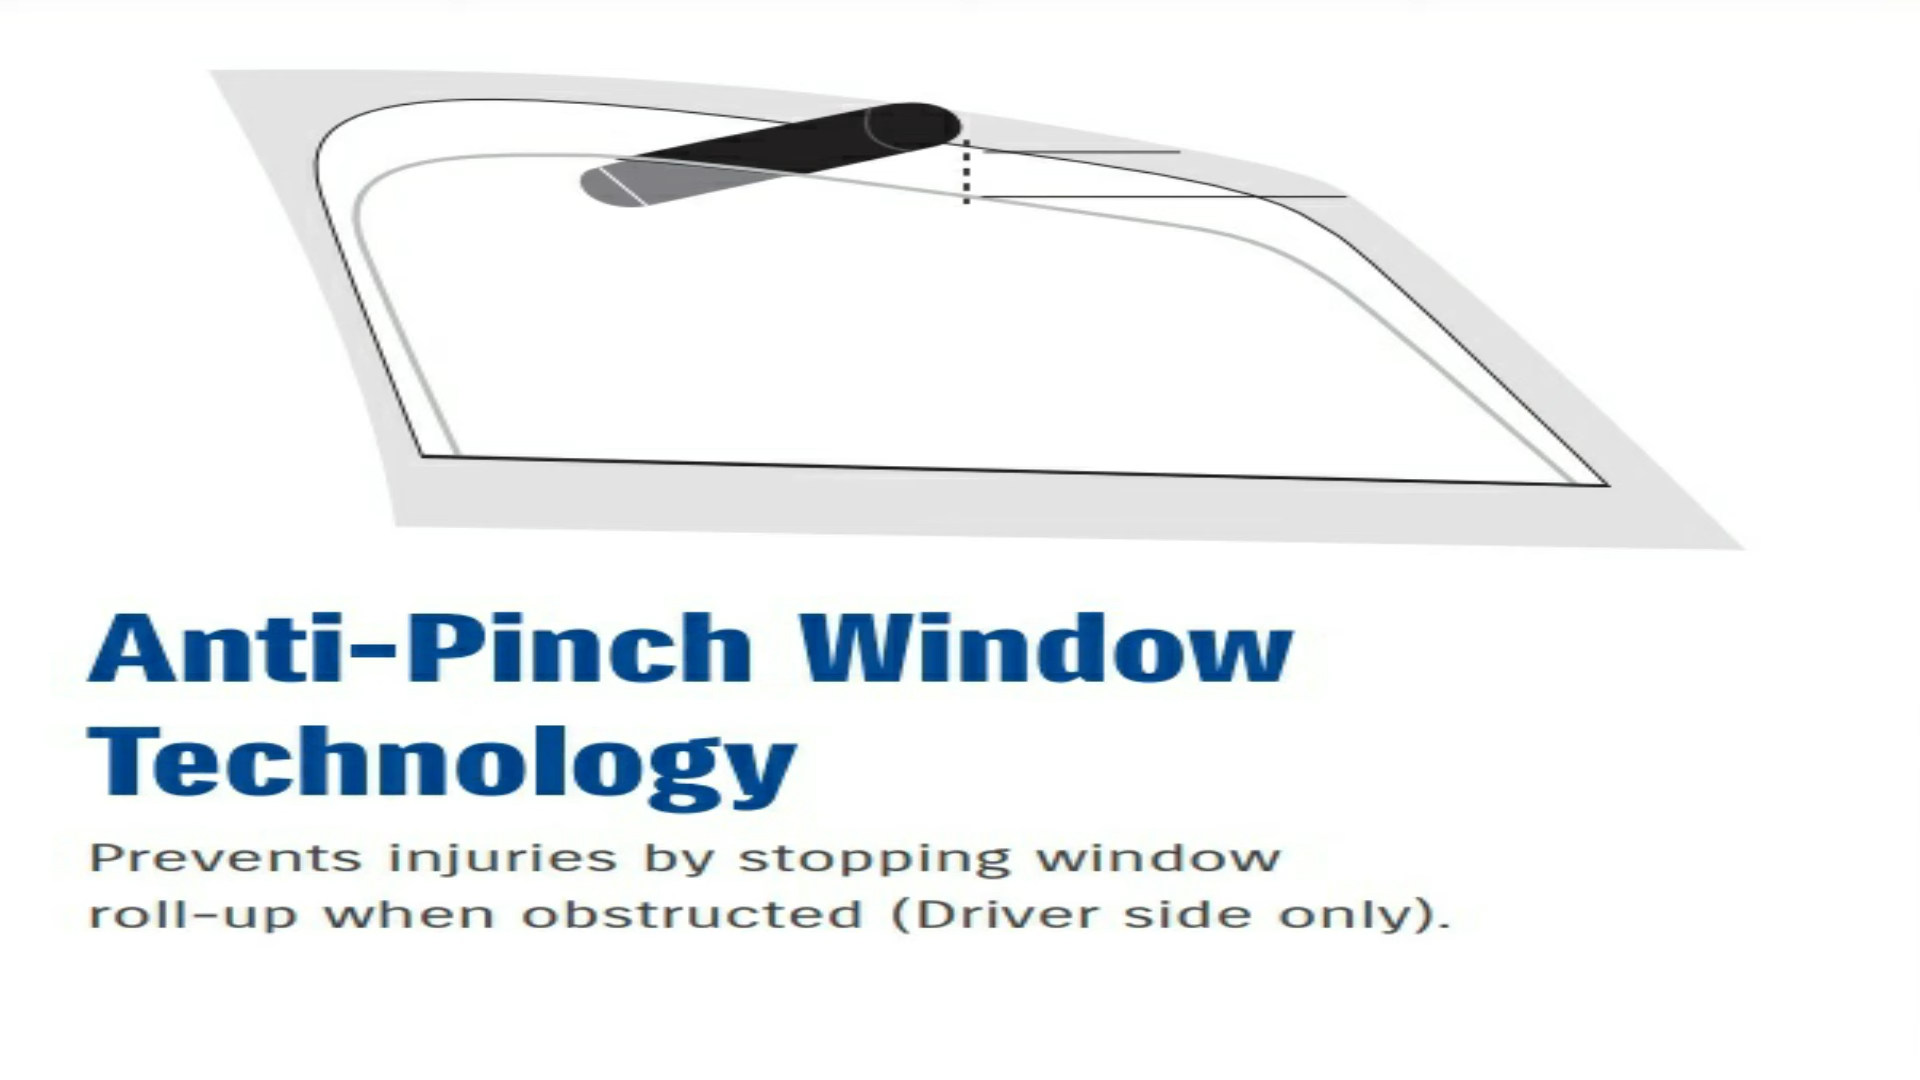 Anti-Pinch Window
Technology
Prevents injuries by stopping window
roll-up when obstructed (Driver side only).